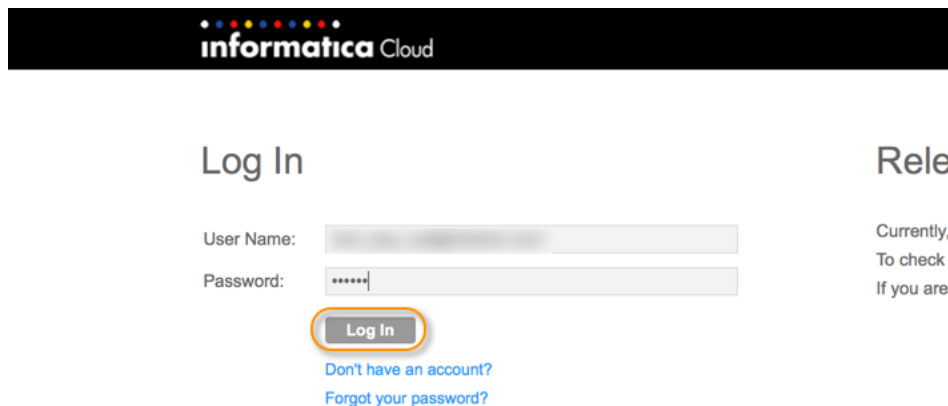 informatica Cloud
Log In
User Name:
Password: ••••••
Log In
Don't have an account?
Forgot your password?
Rele
Currently,
To check
If you are